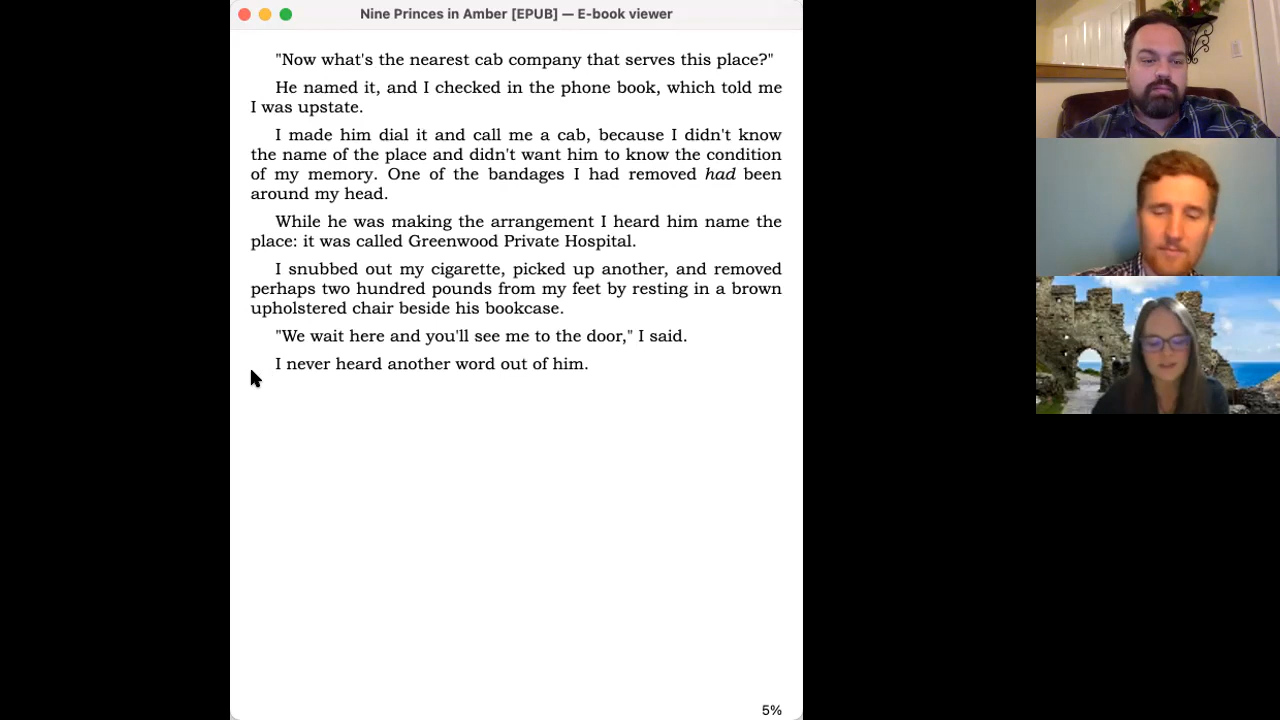 Nine Princes in Amber [EPUB] — E-book viewer
"Now what's the nearest cab company that serves this place?"
He named it, and I checked in the phone book, which told me
I was upstate.
I made him dial it and call me a cab, because I didn't know
the name of the place and didn't want him to know the condition
of my memory. One of the bandages I had removed had been
around my head.
While he was making the arrangement I heard him name the
place: it was called Greenwood Private Hospital.
I snubbed out my cigarette, picked up another, and removed
perhaps two hundred pounds from my feet by resting in a brown
upholstered chair beside his bookcase.
"We wait here and you'll see me to the door," I said.
I never heard another word out of him.
5%